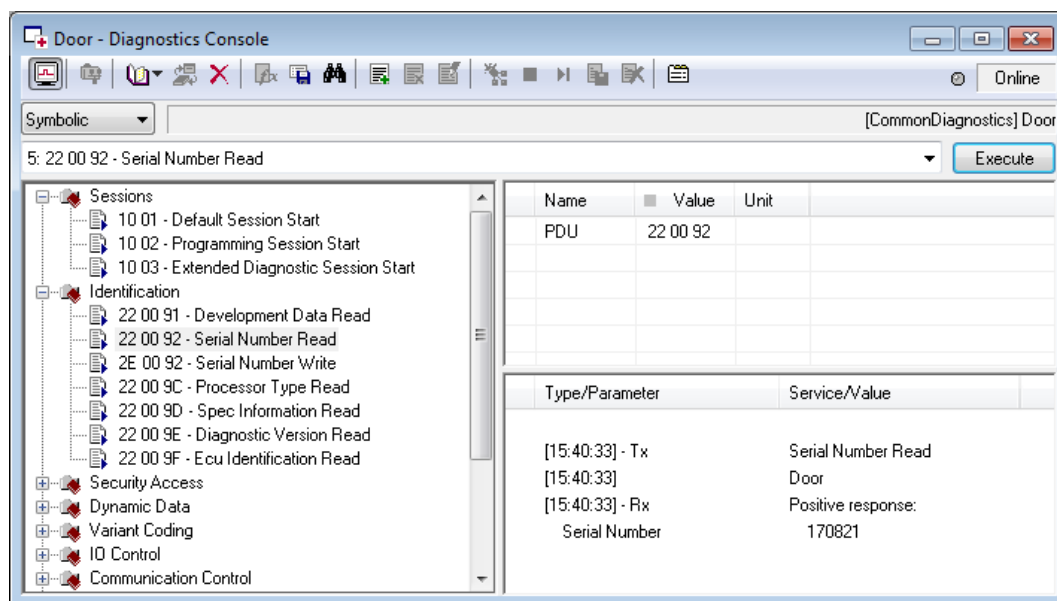 Door - Diagnostics Console
Online
Symbolic
[CommonDiagnostics] Door
5: 22 00 92 - Serial Number Read
Execute
Sessions
10 01 - Default Session Start
10 02 - Programming Session Start
10 03 - Extended Diagnostic Session Start
Identification
22 00 91 - Development Data Read
22 00 92 - Serial Number Read
2E 00 92 - Serial Number Write
22 00 9C - Processor Type Read
22 00 9D - Spec Information Read
22 00 9E - Diagnostic Version Read
22 00 9F - Ecu Identification Read
Security Access
Dynamic Data
Variant Coding
IO Control
Communication Control
Name Value Unit
PDU 22 00 92
Type/Parameter Service/Value
[15:40:33] - Tx Serial Number Read
[15:40:33] Door
[15:40:33] - Rx Positive response:
Serial Number 170821